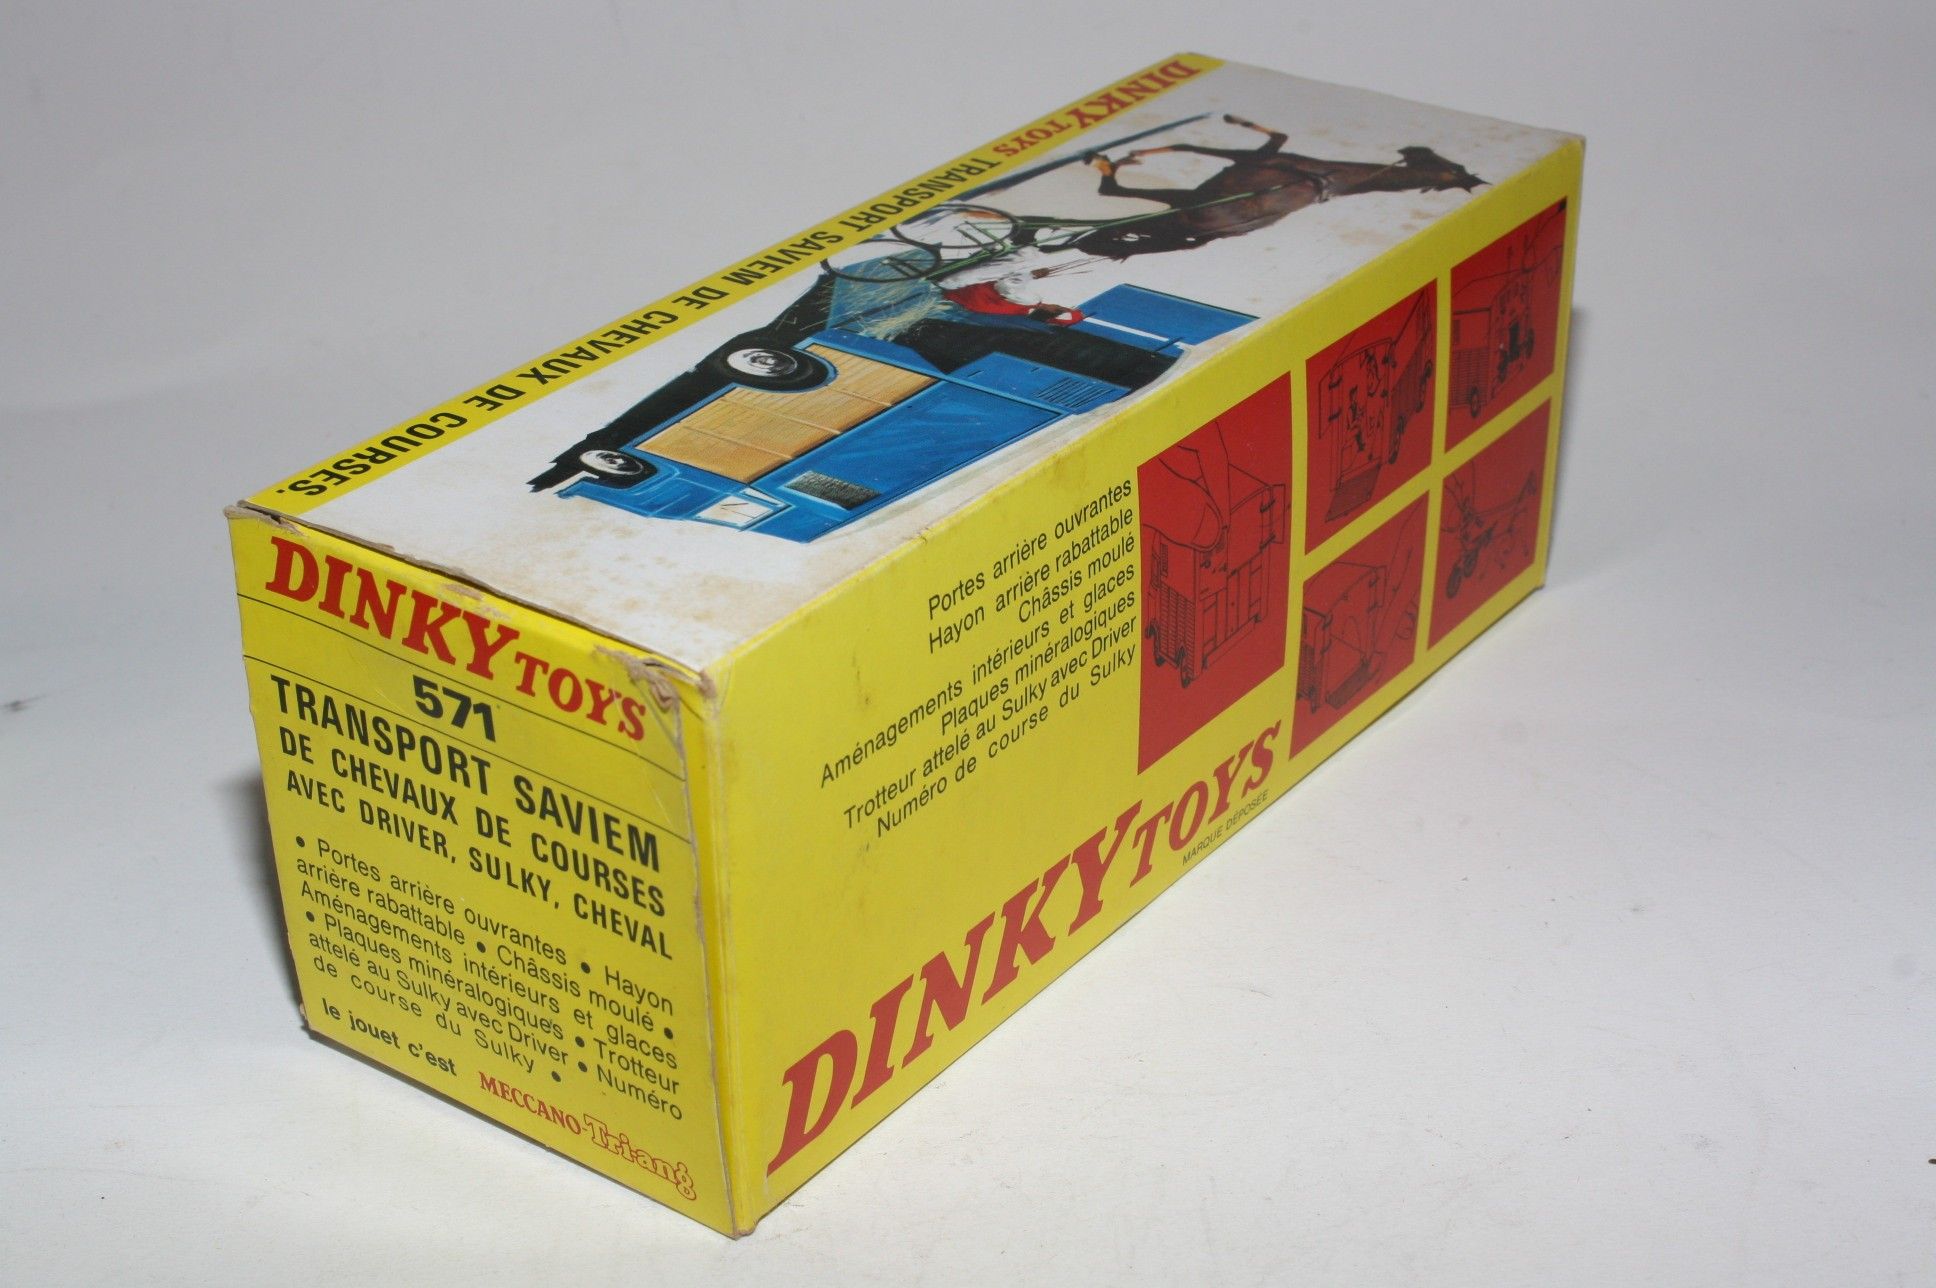 DINKY TOYS TRANSPORT SAVIEM DE CHEVAUX DE COURSES.
DINKY TOYS
571
TRANSPORT SAVIEM
DE CHEVAUX DE COURSES
AVEC DRIVER, SULKY, CHEVAL
• Portes arrière ouvrantes • Hayon
arrière rabattable • Châssis moulé •
Aménagements intérieurs et glaces
• Plaques minéralogiques • Trotteur
attelé au Sulky avec Driver • Numéro
de course du Sulky •
le jouet c'est MECCANO-Tri-ang
Portes arrière ouvrantes
Hayon arrière rabattable
Châssis moulé
Aménagements intérieurs et glaces
Plaques minéralogiques
Trotteur attelé au Sulky avec Driver
Numéro de course du Sulky
DINKY TOYS
MARQUE DÉPOSÉE